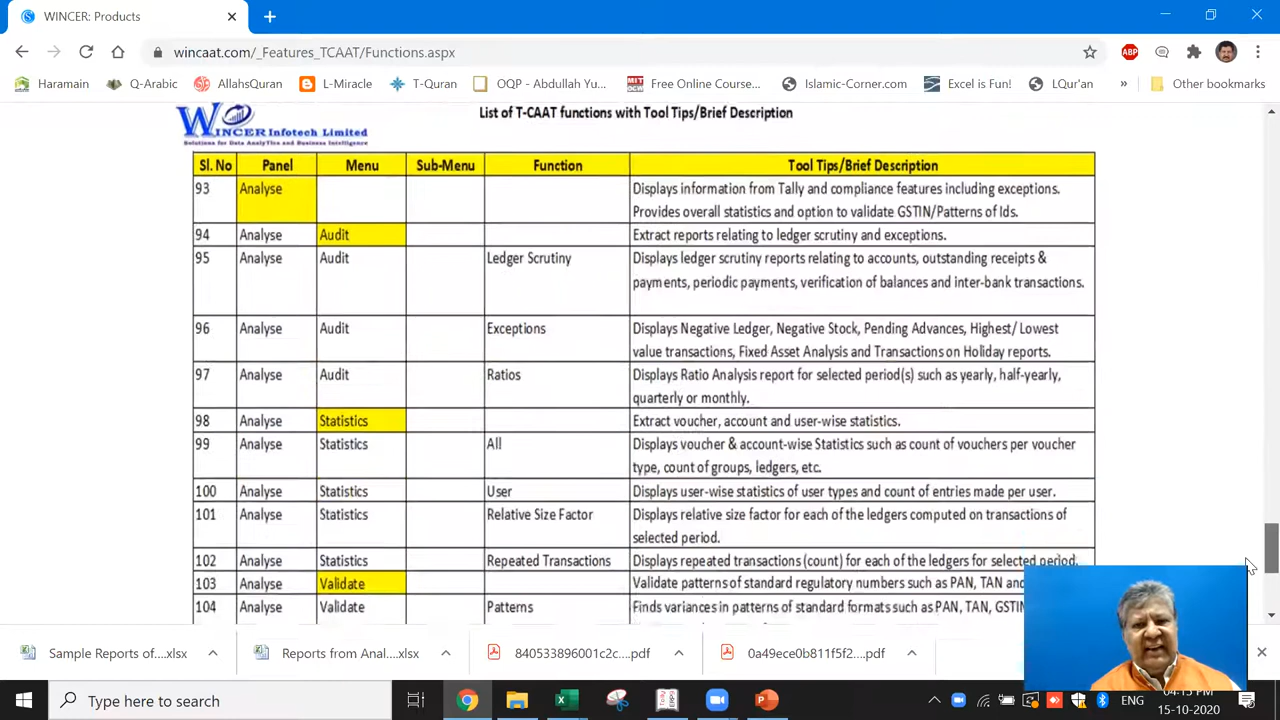 WINCER: Products
wincaat.com/_Features_TCAAT/Functions.aspx
ABP
Haramain
Q-Arabic
AllahsQuran
L-Miracle
T-Quran
OQP - Abdullah Yu...
MIT
Free Online Course...
Islamic-Corner.com
Excel is Fun!
LQur'an
»
Other bookmarks
WINCER Infotech Limited
Solutions for Data AnalyTics and Business Intelligence
List of T-CAAT functions with Tool Tips/Brief Description
Sl. No Panel Menu Sub-Menu Function Tool Tips/Brief Description
93 Analyse Displays information from Tally and compliance features including exceptions.
Provides overall statistics and option to validate GSTIN/Patterns of Ids.
94 Analyse Audit Extract reports relating to ledger scrutiny and exceptions.
95 Analyse Audit Ledger Scrutiny Displays ledger scrutiny reports relating to accounts, outstanding receipts &
payments, periodic payments, verification of balances and inter-bank transactions.
96 Analyse Audit Exceptions Displays Negative Ledger, Negative Stock, Pending Advances, Highest/ Lowest
value transactions, Fixed Asset Analysis and Transactions on Holiday reports.
97 Analyse Audit Ratios Displays Ratio Analysis report for selected period(s) such as yearly, half-yearly,
quarterly or monthly.
98 Analyse Statistics Extract voucher, account and user-wise statistics.
99 Analyse Statistics All Displays voucher & account-wise Statistics such as count of vouchers per voucher
type, count of groups, ledgers, etc.
100 Analyse Statistics User Displays user-wise statistics of user types and count of entries made per user.
101 Analyse Statistics Relative Size Factor Displays relative size factor for each of the ledgers computed on transactions of
selected period.
102 Analyse Statistics Repeated Transactions Displays repeated transactions (count) for each of the ledgers for selected period.
103 Analyse Validate Validate patterns of standard regulatory numbers such as PAN, TAN and
104 Analyse Validate Patterns Finds variances in patterns of standard formats such as PAN, TAN, GSTIN
Sample Reports of....xlsx
Reports from Anal....xlsx
840533896001c2c....pdf
0a49ece0b811f5f2....pdf
Type here to search
ENG
04:15 PM
15-10-2020